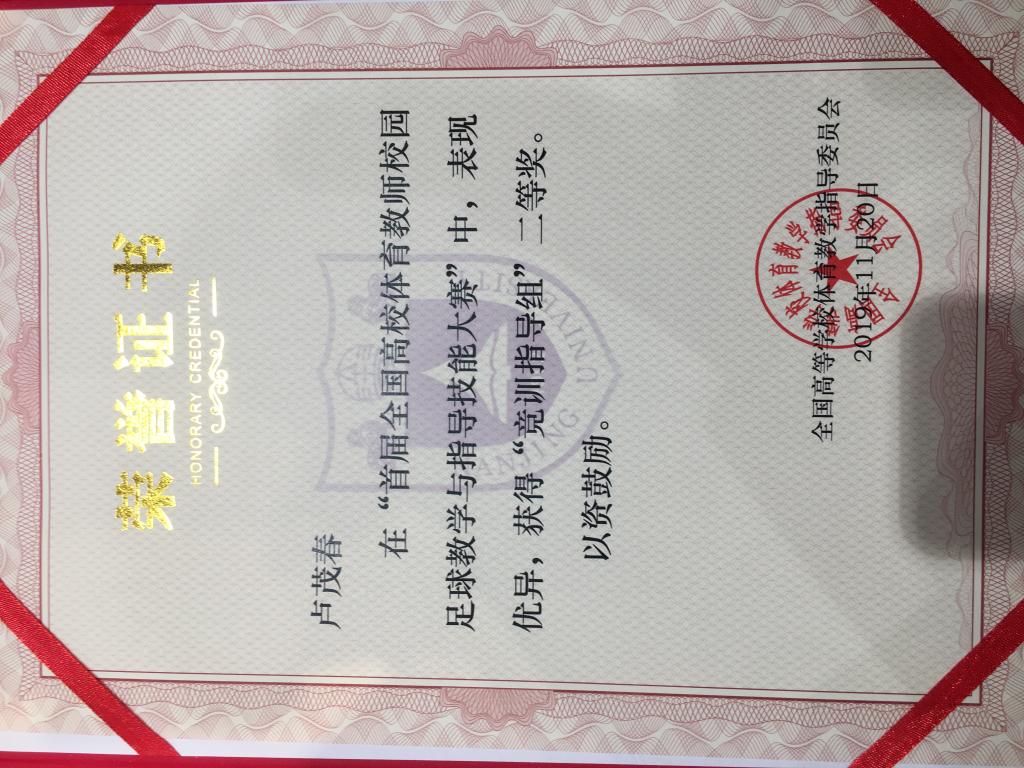 荣誉证书
HONORARY CREDENTIAL
卢茂春
在“首届全国高校体育教师校园
足球教学与指导技能大赛”中，表现
优异，获得“竞训指导组”二等奖。
以资鼓励。
全国高等学校体育教学指导委员会
2019年11月20日
NANJING UNIVERSITY